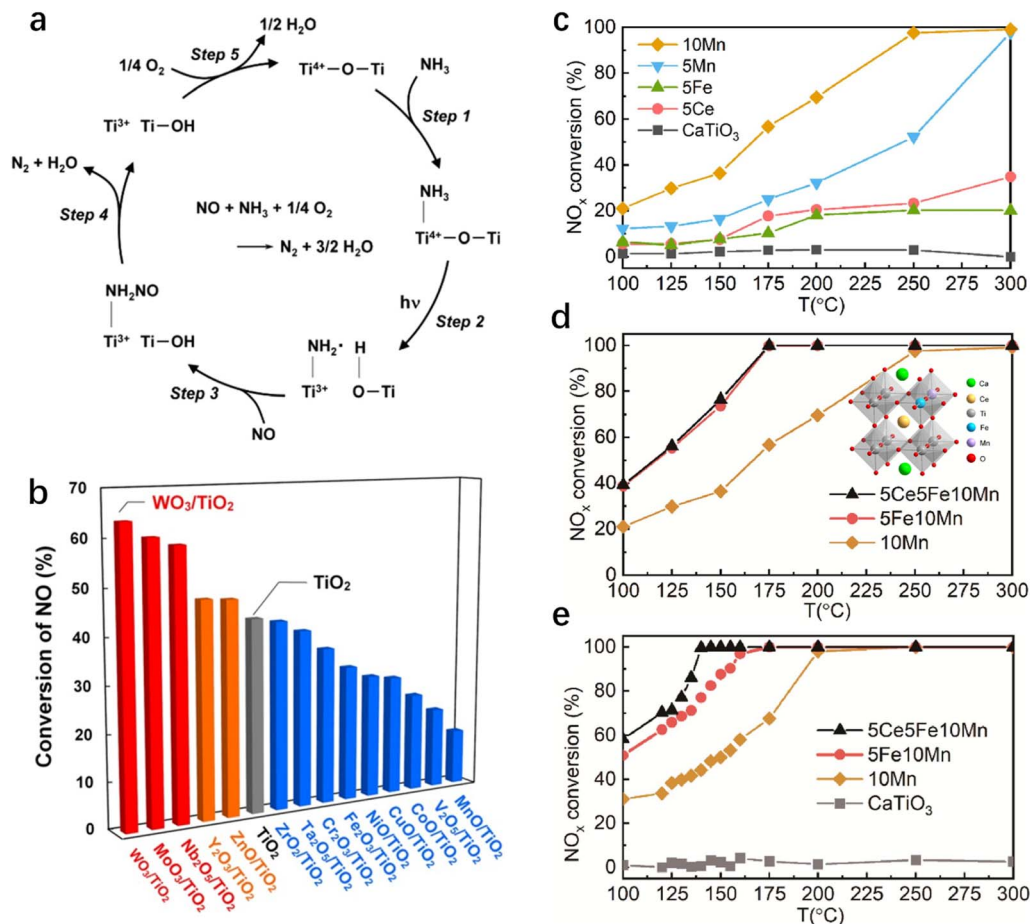 a
1/2 H₂O
1/4 O₂
Step 5
Ti⁴⁺ -O-Ti
NH₃
Step 1
NH₃
Ti⁴⁺-O-Ti
hν
Step 2
NH₂· H
Ti³⁺ O-Ti
NO
Step 3
NH₂NO
Ti³⁺ Ti-OH
Step 4
N₂ + H₂O
Ti³⁺ Ti-OH
NO + NH₃ + 1/4 O₂
→ N₂ + 3/2 H₂O
b
Conversion of NO (%)
70
60
50
40
30
20
10
0
WO₃/TiO₂
TiO₂
WO₃/TiO₂
MoO₃/TiO₂
Nb₂O₅/TiO₂
Y₂O₃/TiO₂
ZnO/TiO₂
TiO₂
ZrO₂/TiO₂
Ta₂O₅/TiO₂
Cr₂O₃/TiO₂
Fe₂O₃/TiO₂
NiO/TiO₂
CuO/TiO₂
CoO/TiO₂
V₂O₅/TiO₂
MnO/TiO₂
c
NOₓ conversion (%)
100
80
60
40
20
0
10Mn
5Mn
5Fe
5Ce
CaTiO₃
100 125 150 175 200 225 250 275 300
T(°C)
d
NOₓ conversion (%)
100
80
60
40
20
0
Ca
Ce
Ti
Fe
Mn
O
5Ce5Fe10Mn
5Fe10Mn
10Mn
100 125 150 175 200 225 250 275 300
T(°C)
e
NOₓ conversion (%)
100
80
60
40
20
0
5Ce5Fe10Mn
5Fe10Mn
10Mn
CaTiO₃
100 125 150 175 200 225 250 275 300
T(°C)